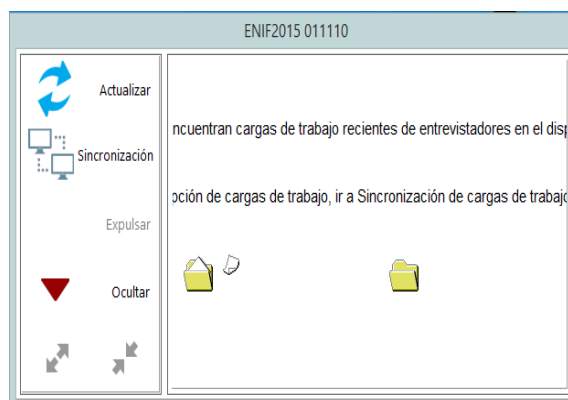 ENIF2015 011110
Actualizar
Sincronización
Expulsar
Ocultar
ncuentran cargas de trabajo recientes de entrevistadores en el disp
pción de cargas de trabajo, ir a Sincronización de cargas de trabajo